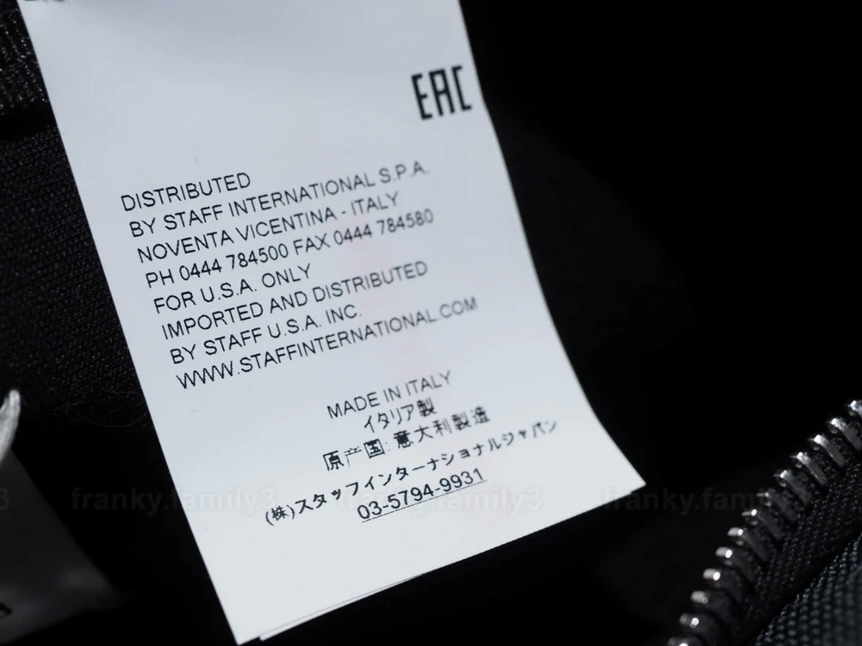 EAC
DISTRIBUTED
BY STAFF INTERNATIONAL S.P.A.
NOVENTA VICENTINA - ITALY
PH 0444 784500 FAX 0444 784580
FOR U.S.A. ONLY
IMPORTED AND DISTRIBUTED
BY STAFF U.S.A. INC.
WWW.STAFFINTERNATIONAL.COM
MADE IN ITALY
イタリア製
原产国: 意大利製造
(株)スタッフインターナショナルジャパン
03-5794-9931
franky.family3 franky.family3 franky.family3